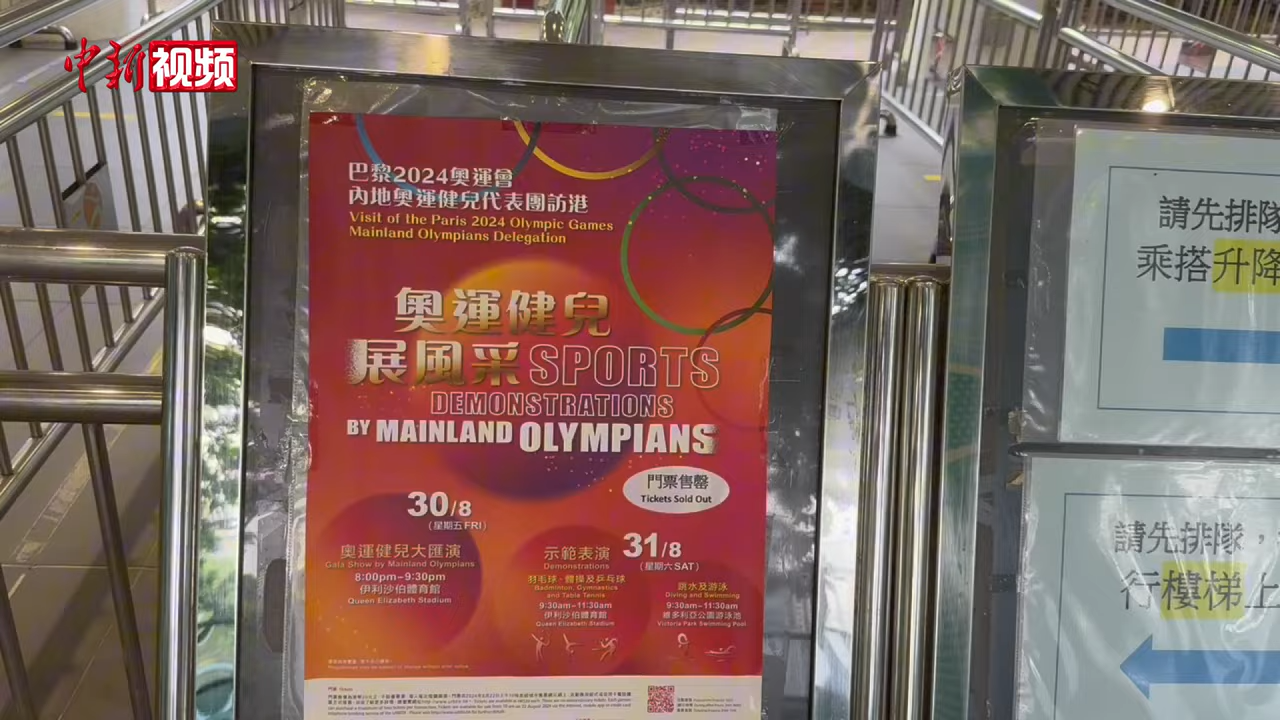 中新视频
巴黎2024奧運會
內地奧運健兒代表團訪港
Visit of the Paris 2024 Olympic Games
Mainland Olympians Delegation
奧運健兒
展風采 SPORTS
DEMONSTRATIONS
BY MAINLAND OLYMPIANS
門票售罄
Tickets Sold Out
30/8
(星期五 FRI)
奧運健兒大匯演
Gala Show by Mainland Olympians
8:00pm–9:30pm
伊利沙伯體育館
Queen Elizabeth Stadium
31/8
(星期六 SAT)
示範表演
Demonstrations
羽毛球、體操及乒乓球
Badminton, Gymnastics
and Table Tennis
9:30am–11:30am
伊利沙伯體育館
Queen Elizabeth Stadium
跳水及游泳
Diving and Swimming
9:30am–11:30am
維多利亞公園游泳池
Victoria Park Swimming Pool
請先排隊
乘搭升降
請先排隊，
行樓梯上